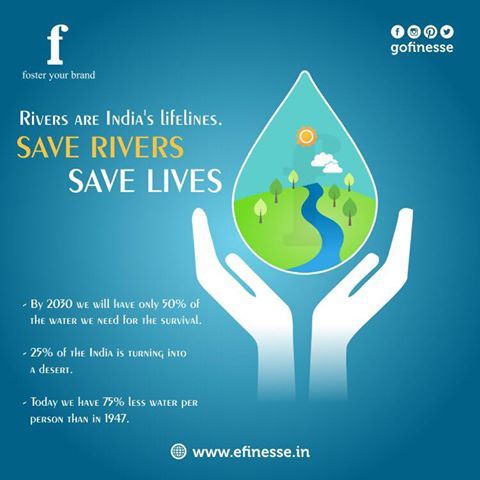 f
foster your brand
gofinesse
Rivers are India's lifelines.
SAVE RIVERS
SAVE LIVES
- By 2030 we will have only 50% of
the water we need for the survival.
- 25% of the India is turning into
a desert.
- Today we have 75% less water per
person than in 1947.
www.efinesse.in